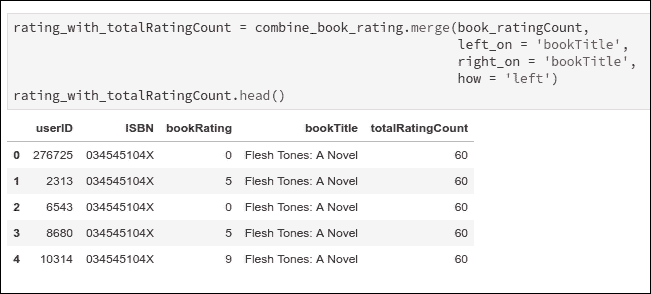 rating_with_totalRatingCount = combine_book_rating.merge(book_ratingCount,
left_on = 'bookTitle',
right_on = 'bookTitle',
how = 'left')
rating_with_totalRatingCount.head()
userID ISBN bookRating bookTitle totalRatingCount
0 276725 034545104X 0 Flesh Tones: A Novel 60
1 2313 034545104X 5 Flesh Tones: A Novel 60
2 6543 034545104X 0 Flesh Tones: A Novel 60
3 8680 034545104X 5 Flesh Tones: A Novel 60
4 10314 034545104X 9 Flesh Tones: A Novel 60